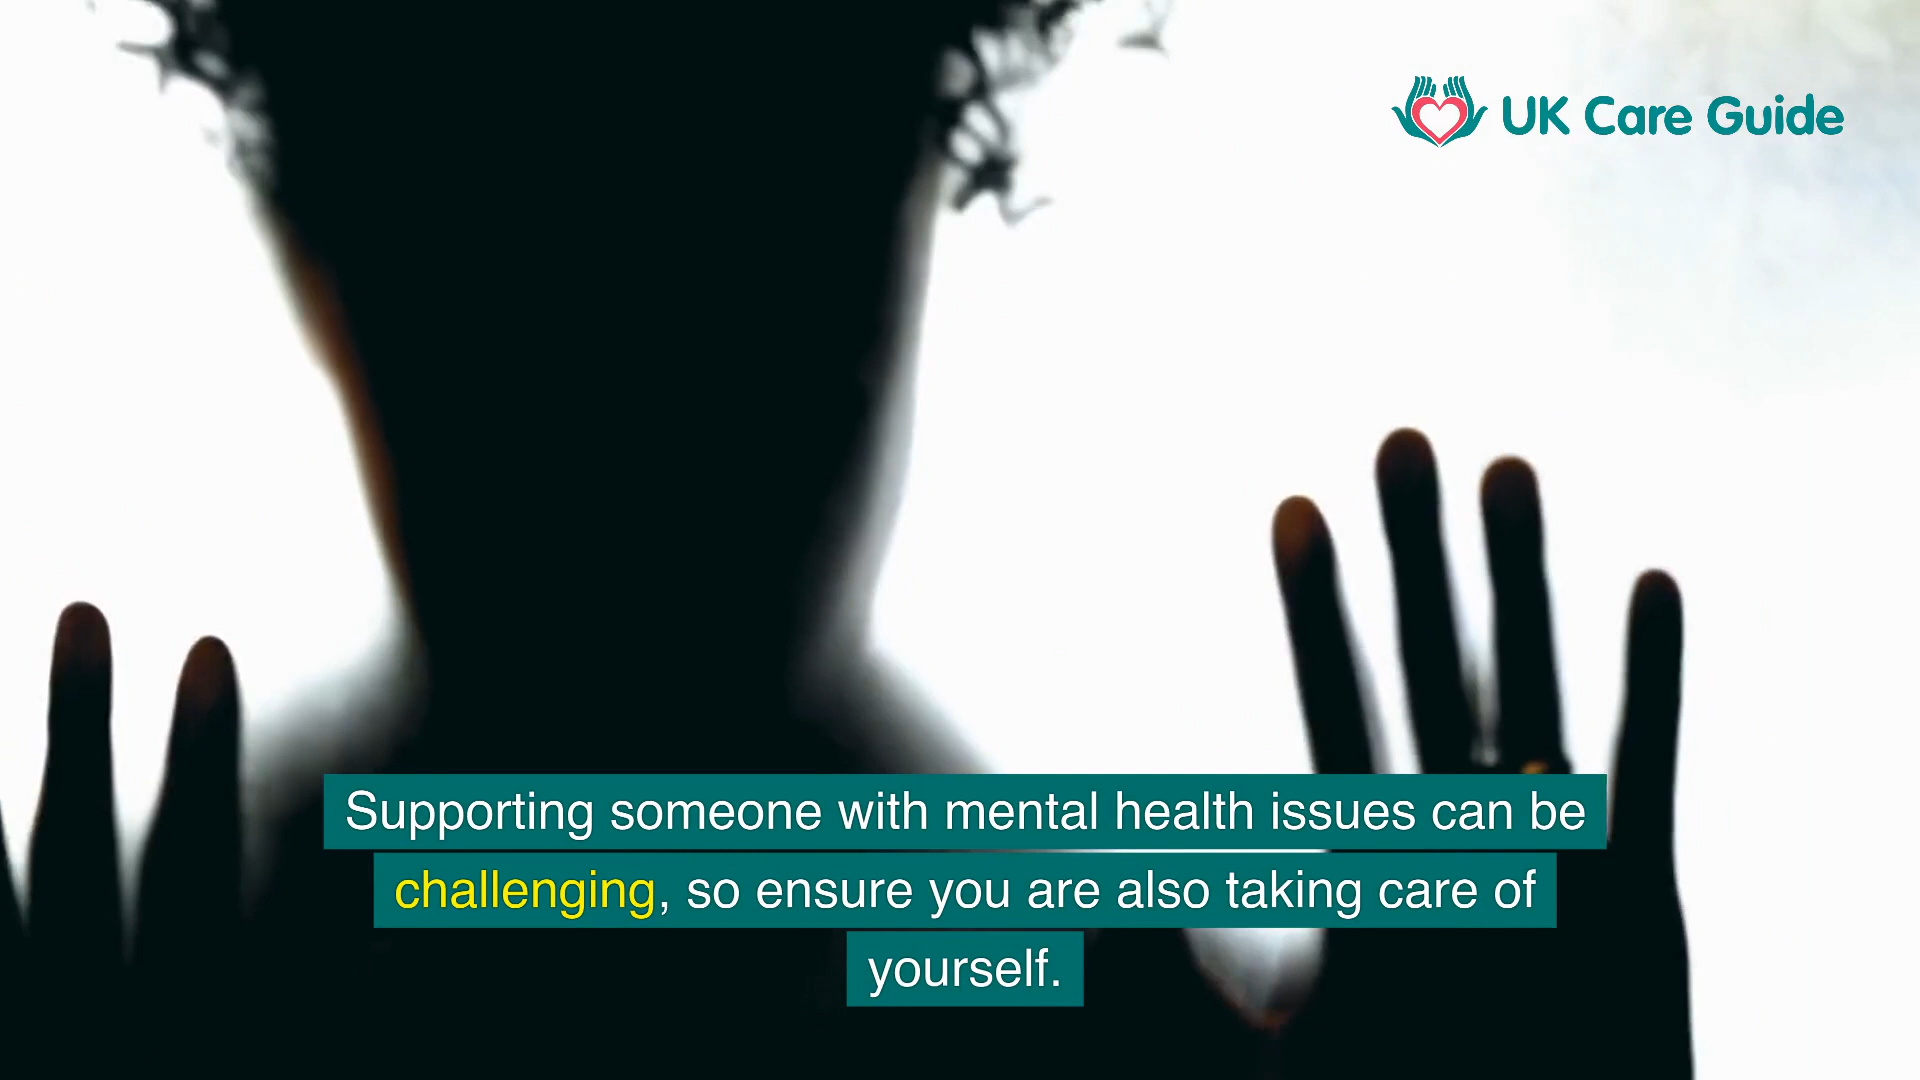 UK Care Guide
Supporting someone with mental health issues can be
challenging, so ensure you are also taking care of
yourself.